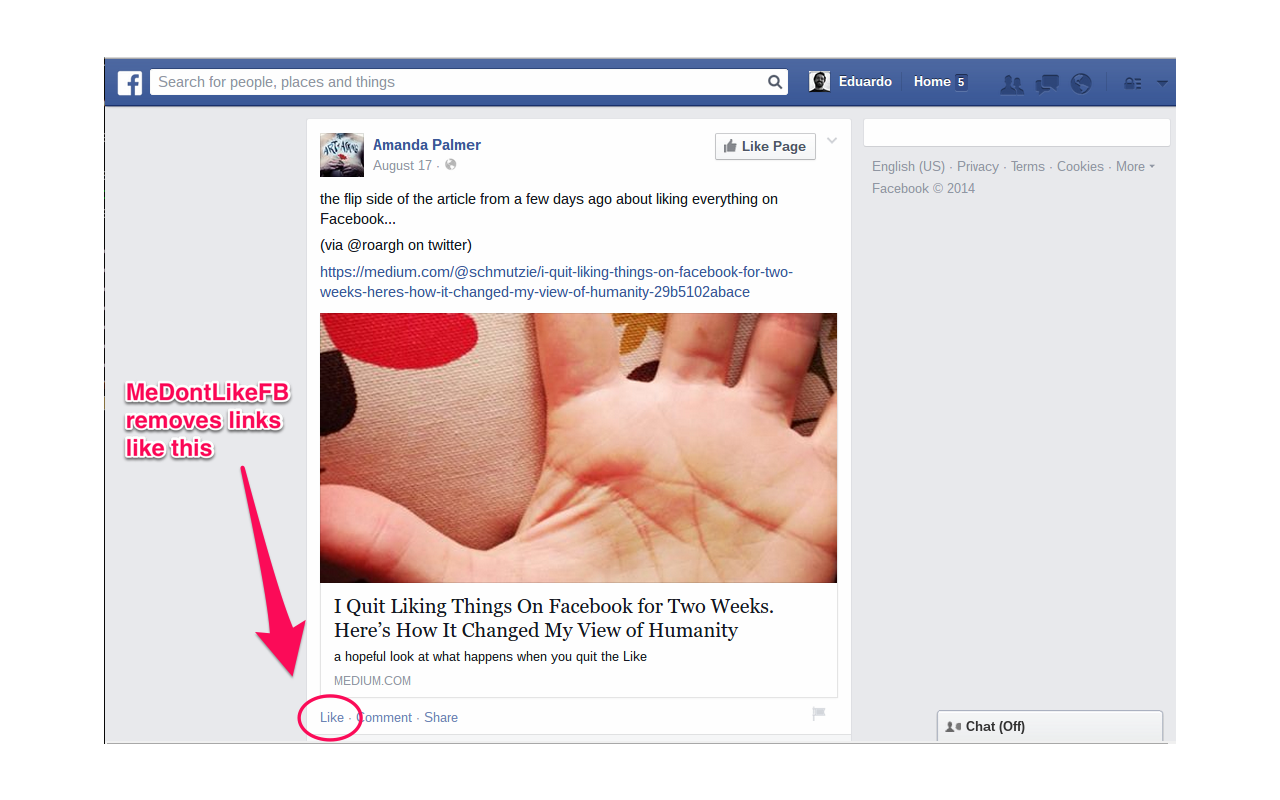 Search for people, places and things
Eduardo
Home 5
Amanda Palmer
August 17 ·
Like Page
the flip side of the article from a few days ago about liking everything on
Facebook...
(via @roargh on twitter)
https://medium.com/@schmutzie/i-quit-liking-things-on-facebook-for-two-
weeks-heres-how-it-changed-my-view-of-humanity-29b5102abace
English (US) · Privacy · Terms · Cookies · More
Facebook © 2014
MeDontLikeFB
removes links
like this
I Quit Liking Things On Facebook for Two Weeks.
Here’s How It Changed My View of Humanity
a hopeful look at what happens when you quit the Like
MEDIUM.COM
Like · Comment · Share
Chat (Off)